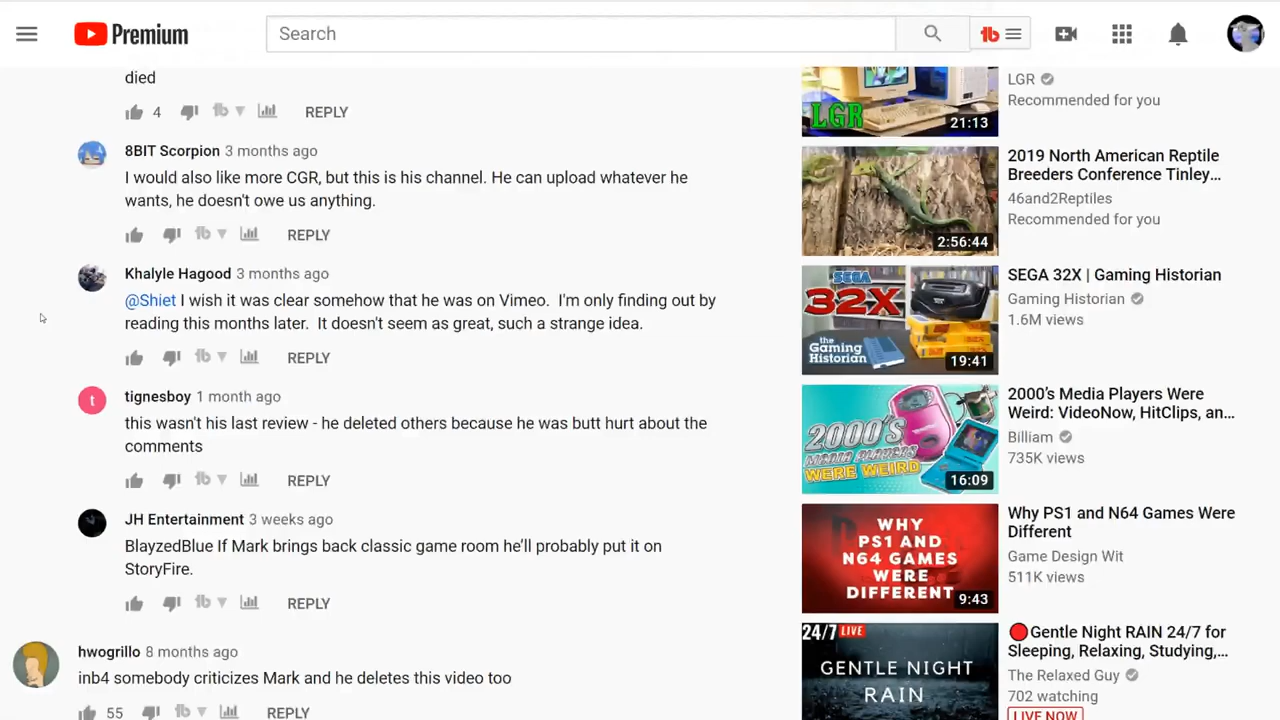 Premium
Search
died
4
REPLY
8BIT Scorpion 3 months ago
I would also like more CGR, but this is his channel. He can upload whatever he
wants, he doesn't owe us anything.
REPLY
Khalyle Hagood 3 months ago
@Shiet I wish it was clear somehow that he was on Vimeo. I'm only finding out by
reading this months later. It doesn't seem as great, such a strange idea.
REPLY
tignesboy 1 month ago
this wasn't his last review - he deleted others because he was butt hurt about the
comments
REPLY
JH Entertainment 3 weeks ago
BlayzedBlue If Mark brings back classic game room he'll probably put it on
StoryFire.
REPLY
hwogrillo 8 months ago
inb4 somebody criticizes Mark and he deletes this video too
55
REPLY
LGR
21:13
LGR
Recommended for you
2:56:44
2019 North American Reptile
Breeders Conference Tinley...
46and2Reptiles
Recommended for you
SEGA
32X
the
Gaming
Historian
19:41
SEGA 32X | Gaming Historian
Gaming Historian
1.6M views
2000's
MEDIA PLAYERS
WERE WEIRD
16:09
2000's Media Players Were
Weird: VideoNow, HitClips, an...
Billiam
735K views
WHY
PS1 AND
N64 GAMES
WERE
DIFFERENT
9:43
Why PS1 and N64 Games Were
Different
Game Design Wit
511K views
24/7 LIVE
GENTLE NIGHT
RAIN
Gentle Night RAIN 24/7 for
Sleeping, Relaxing, Studying,...
The Relaxed Guy
702 watching
LIVE NOW